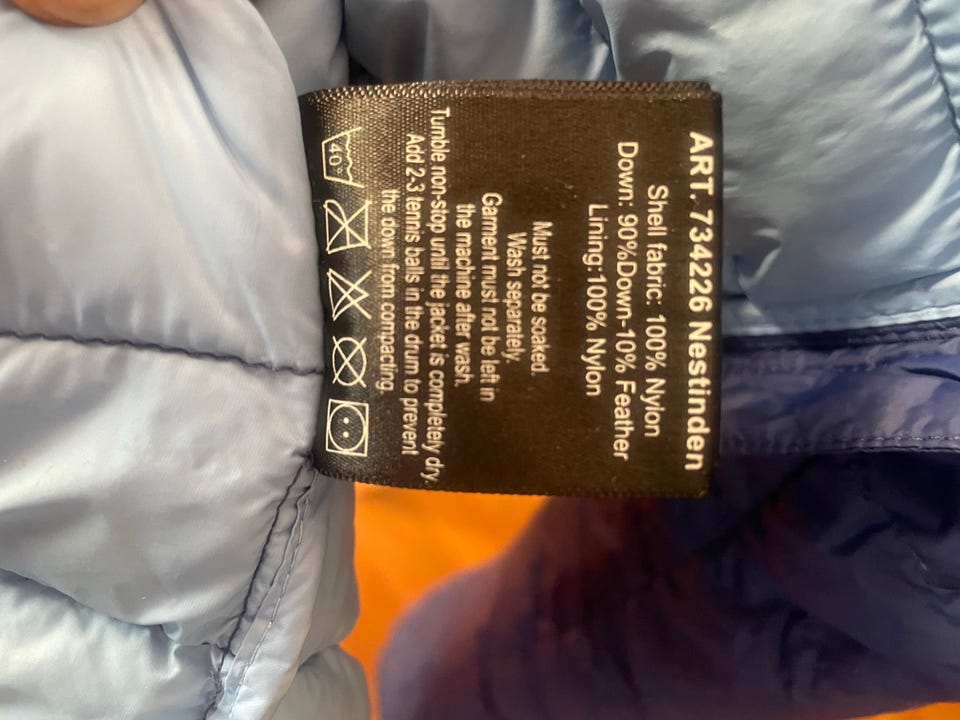 ART. 734226 Nestinden
Shell fabric: 100% Nylon
Down: 90%Down-10% Feather
Lining:100% Nylon
Must not be soaked.
Wash separately.
Garment must not be left in
the machine after wash.
Tumble non-stop until the jacket is completely dry.
Add 2-3 tennis balls in the drum to prevent
the down from compacting.
40°